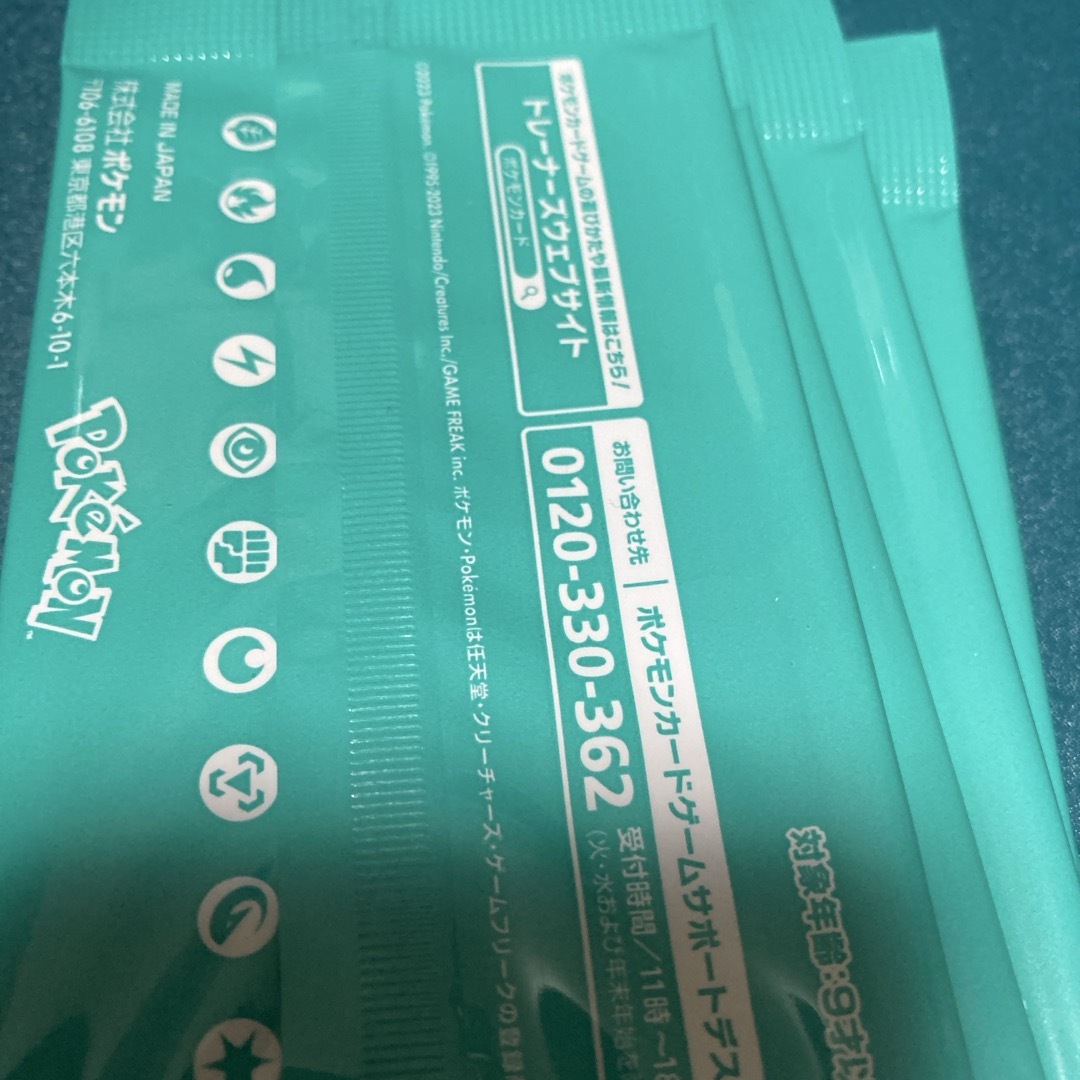 対象年齢:9才以
ポケモンカードゲームの遊びかたや最新情報はこちら/
トレーナーズウェブサイト
ポケモンカード
お問い合わせ先 | ポケモンカードゲームサポートデス
0120-330-362
受付時間/11時~18
(火・水および年末年始を
©2023 Pokémon. ©1995-2023 Nintendo/Creatures Inc./GAME FREAK inc. ポケモン・Pokémonは任天堂・クリーチャーズ・ゲームフリークの登録
MADE IN JAPAN
株式会社 ポケモン
〒106-6108 東京都港区六本木6-10-1
POKÉMON™